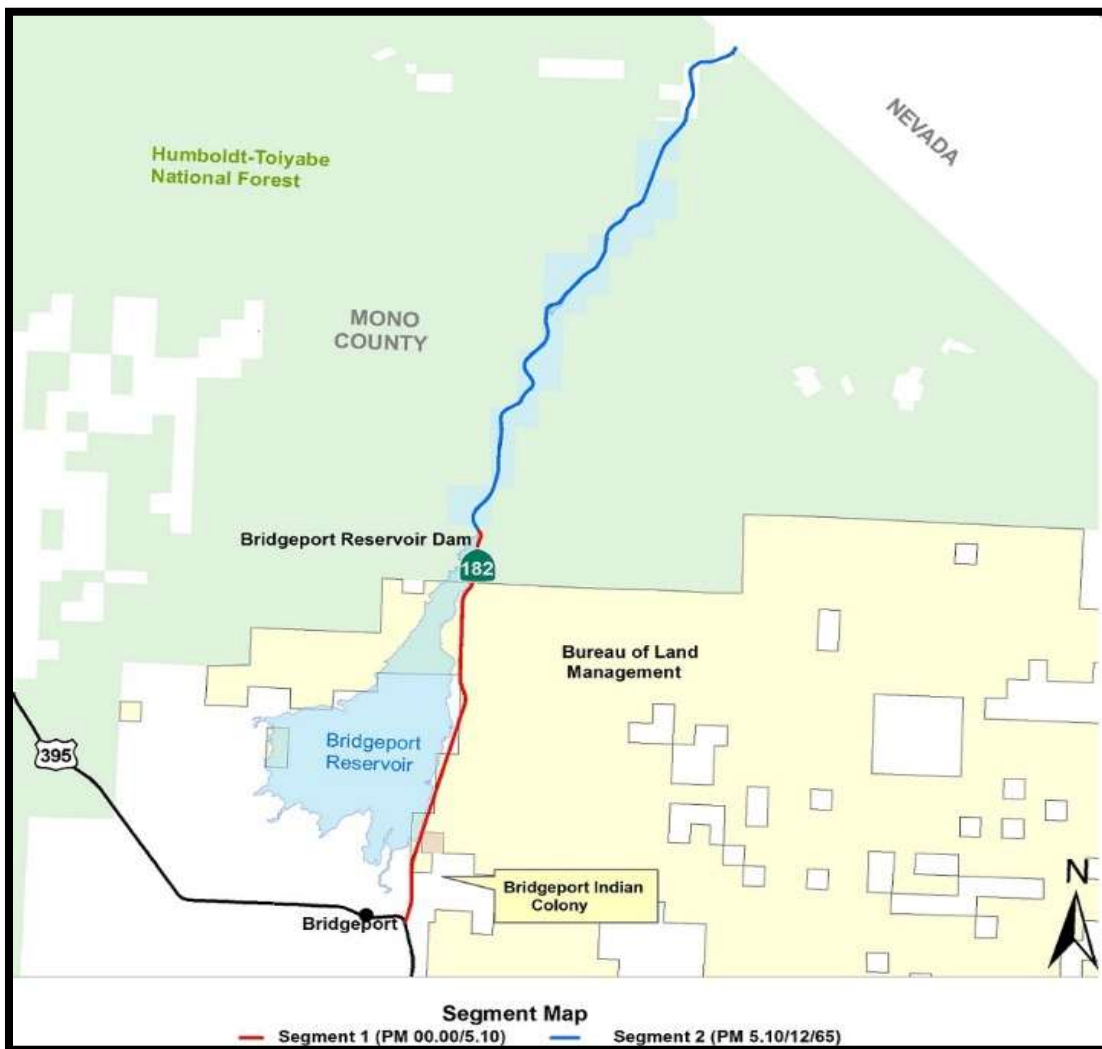 NEVADA
Humboldt-Toiyabe
National Forest
MONO
COUNTY
Bridgeport Reservoir Dam
182
Bureau of Land
Management
395
Bridgeport
Reservoir
Bridgeport Indian
Colony
Bridgeport
N
Segment Map
Segment 1 (PM 00.00/5.10)
Segment 2 (PM 5.10/12/65)